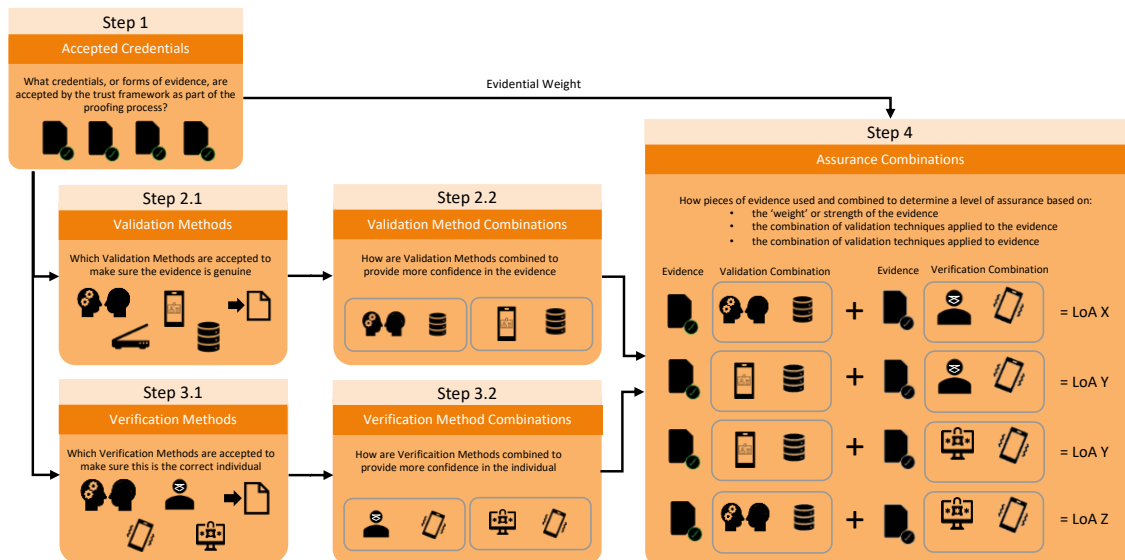 Step 1
Accepted Credentials
What credentials, or forms of evidence, are
accepted by the trust framework as part of the
proofing process?
Evidential Weight
Step 2.1
Validation Methods
Which Validation Methods are accepted to
make sure the evidence is genuine
Step 2.2
Validation Method Combinations
How are Validation Methods combined to
provide more confidence in the evidence
Step 3.1
Verification Methods
Which Verification Methods are accepted to
make sure this is the correct individual
Step 3.2
Verification Method Combinations
How are Verificaitión Methods combined to
provide more confidence in the individual
Step 4
Assurance Combinations
How pieces of evidence used and combined to determine a level of assurance based on:
• the ‘weight’ or strength of the evidence
• the combination of validation techniques applied to the evidence
• the combination of validation techniques applied to evidence
Evidence Validation Combination Evidence Verification Combination
+ = LoA X
+ = LoA Y
+ = LoA Y
+ = LoA Z